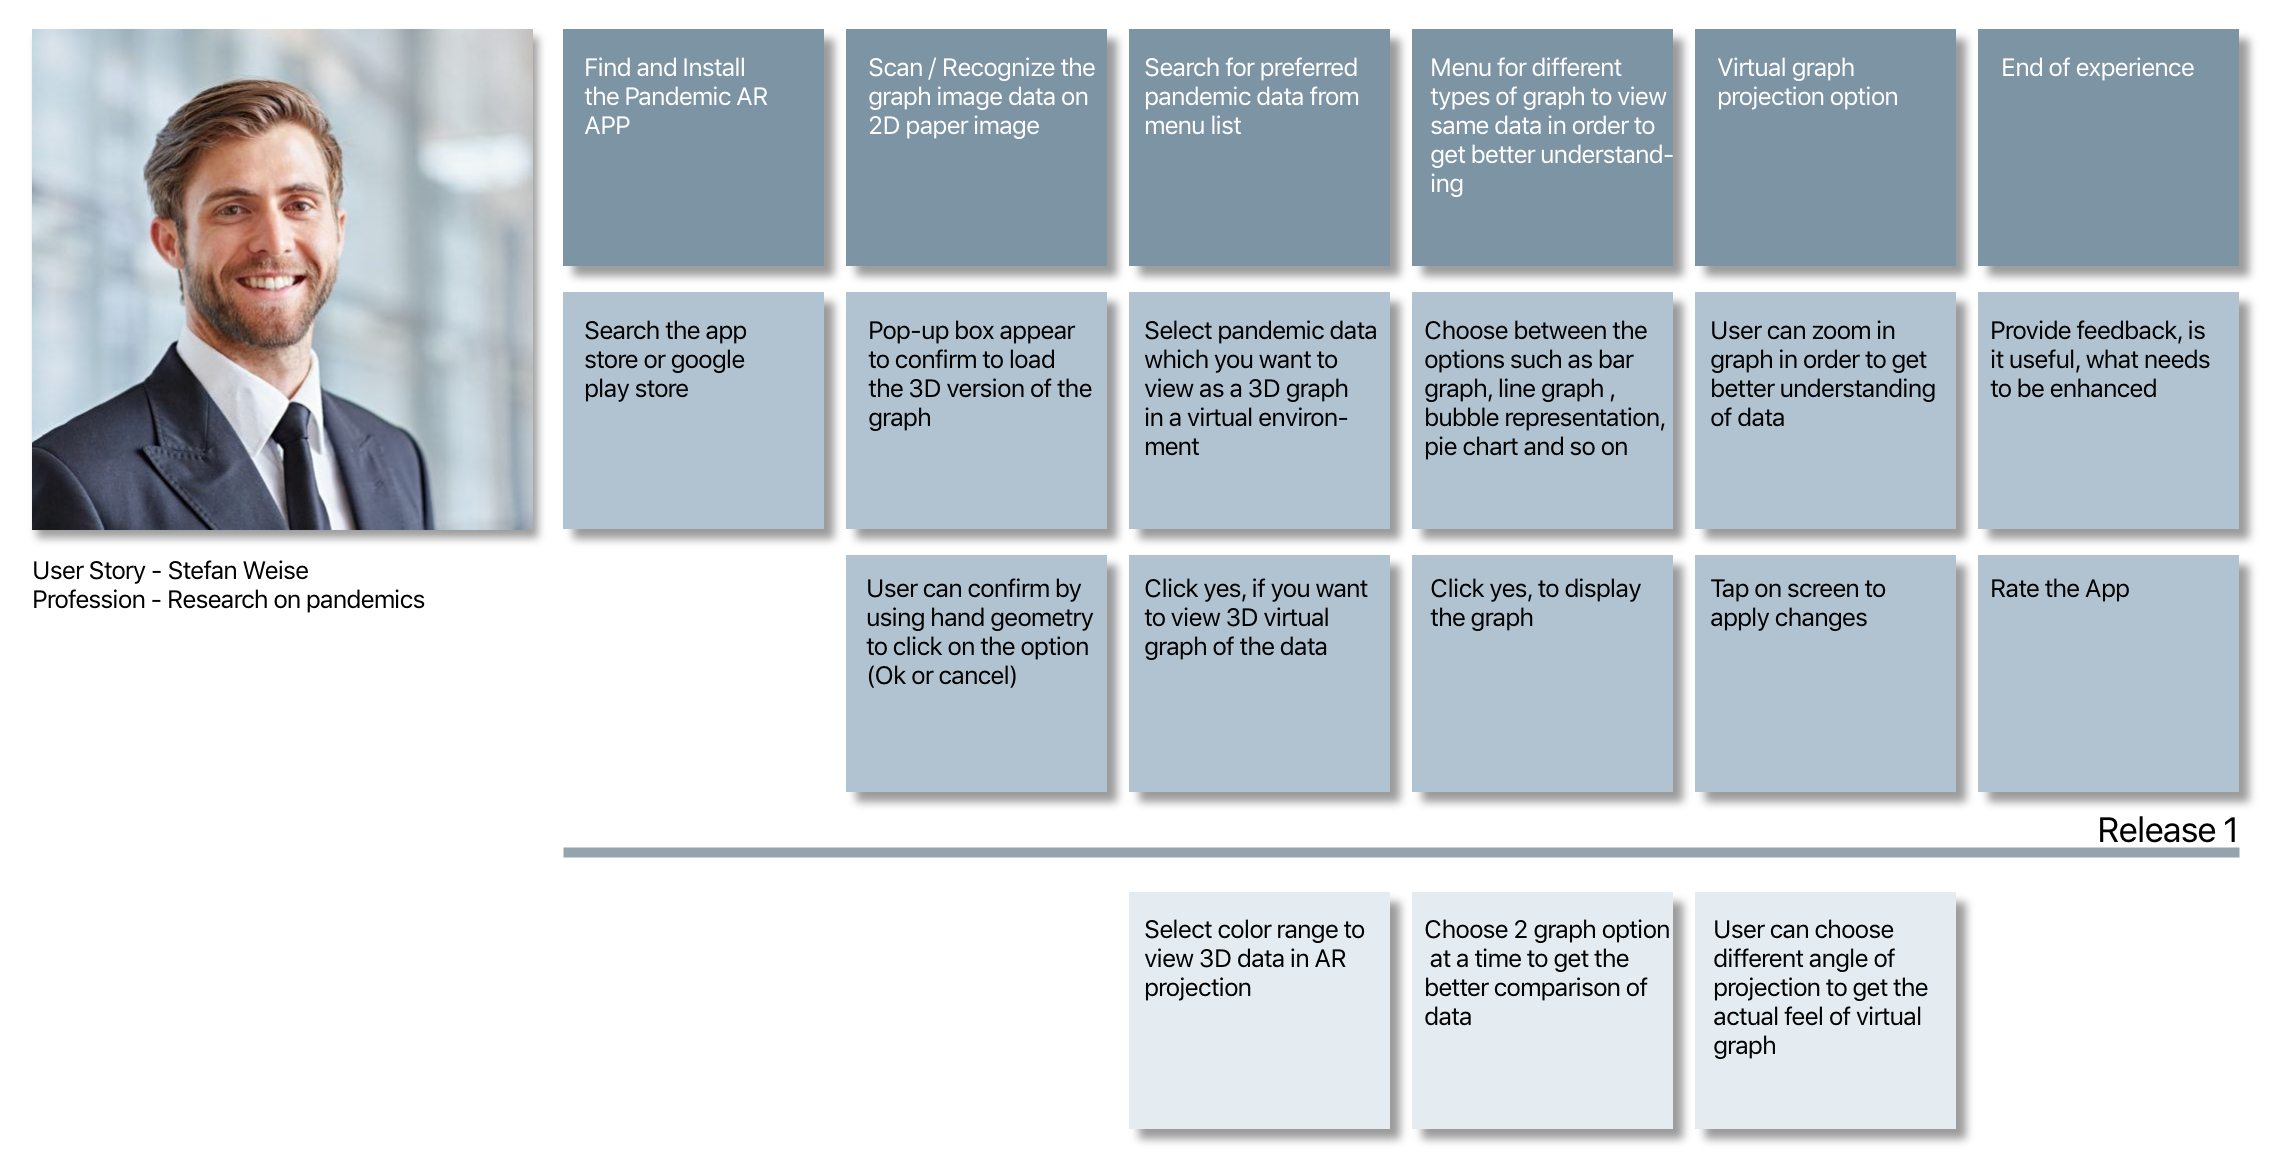 Find and Install
the Pandemic AR
APP
Scan / Recognize the
graph image data on
2D paper image
Search for preferred
pandemic data from
menu list
Menu for different
types of graph to view
same data in order to
get better understand-
ing
Virtual graph
projection option
End of experience
Search the app
store or google
play store
Pop-up box appear
to confirm to load
the 3D version of the
graph
Select pandemic data
which you want to
view as a 3D graph
in a virtual environ-
ment
Choose between the
options such as bar
graph, line graph ,
bubble representation,
pie chart and so on
User can zoom in
graph in order to get
better understanding
of data
Provide feedback, is
it useful, what needs
to be enhanced
User Story - Stefan Weise
Profession - Research on pandemics
User can confirm by
using hand geometry
to click on the option
(Ok or cancel)
Click yes, if you want
to view 3D virtual
graph of the data
Click yes, to display
the graph
Tap on screen to
apply changes
Rate the App
Release 1
Select color range to
view 3D data in AR
projection
Choose 2 graph option
at a time to get the
better comparison of
data
User can choose
different angle of
projection to get the
actual feel of virtual
graph